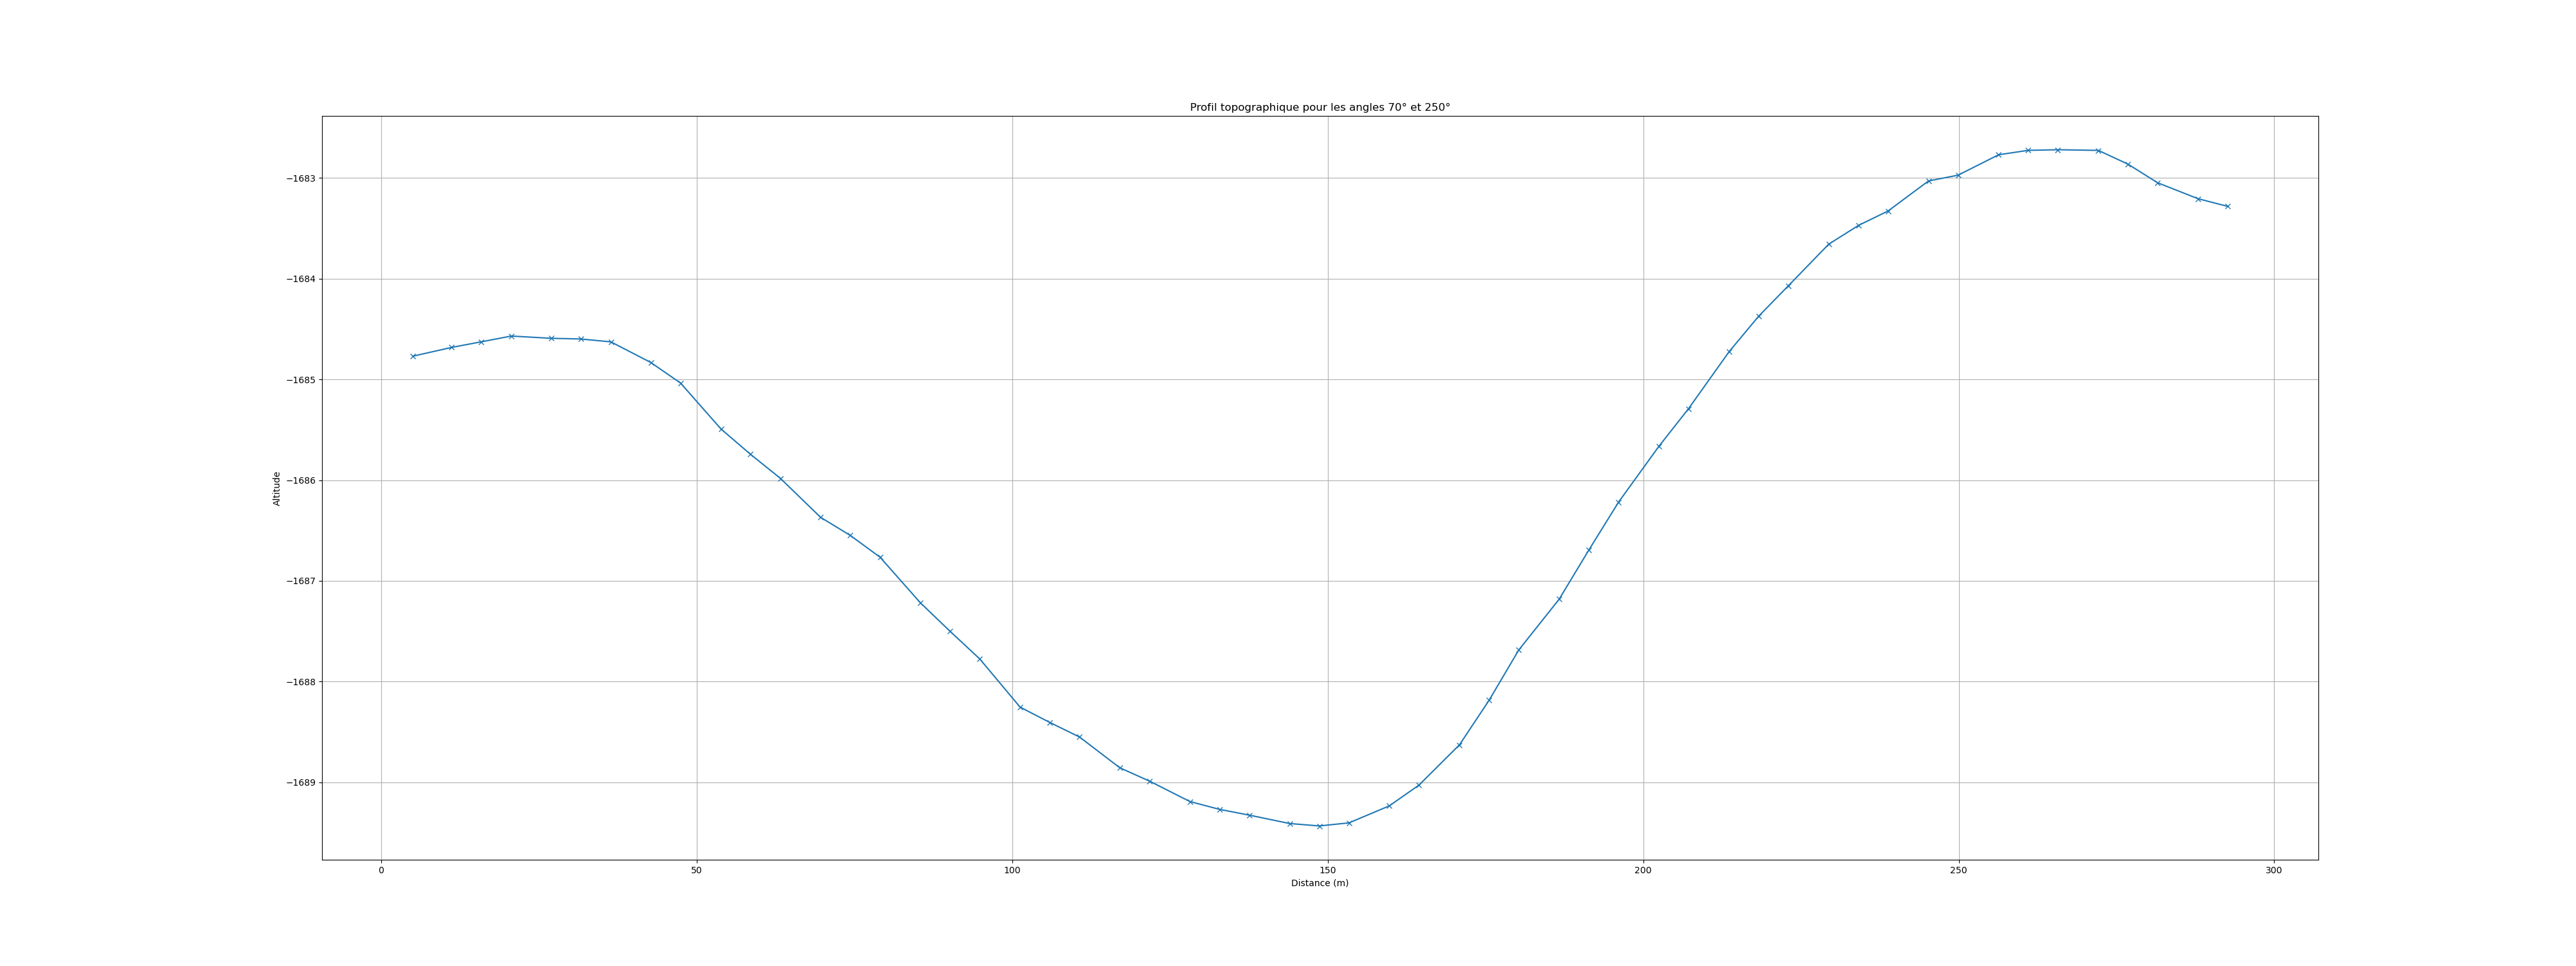 Profil topographique pour les angles 70° et 250°
−1683
−1684
−1685
−1686
−1687
−1688
−1689
Altitude
0 50 100 150 200 250 300
Distance (m)